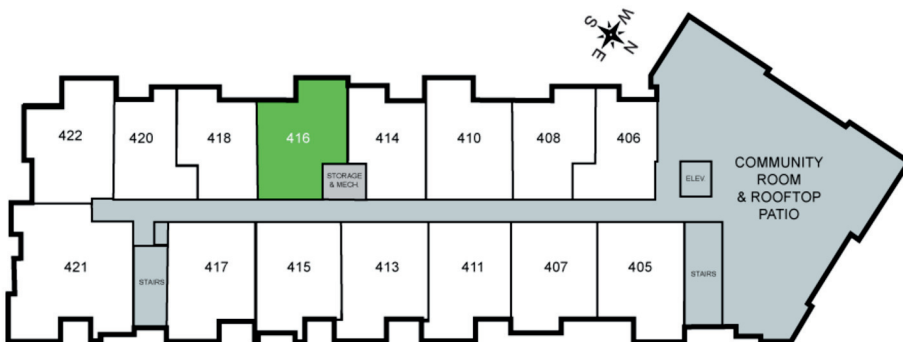 W
S
N
E
422
420
418
416
414
410
408
406
STORAGE
& MECH.
ELEV.
COMMUNITY
ROOM
& ROOFTOP
PATIO
421
STAIRS
417
415
413
411
407
405
STAIRS